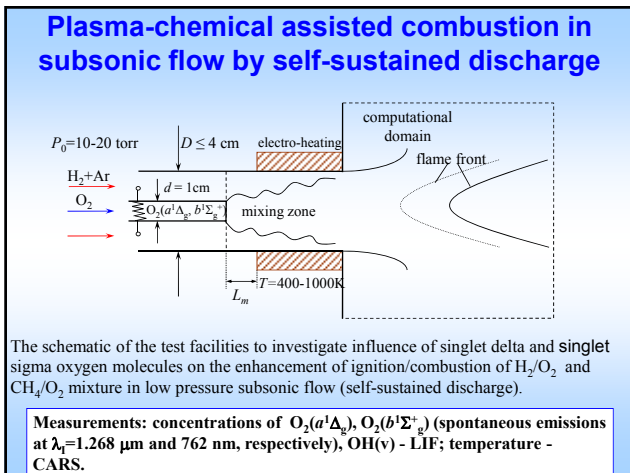 Plasma-chemical assisted combustion in
subsonic flow by self-sustained discharge
P₀=10-20 torr
D ≤ 4 cm
electro-heating
computational
domain
flame front
H₂+Ar
O₂
d = 1cm
O₂(a¹Δg, b¹Σg⁺)
mixing zone
Lm
T=400-1000K
The schematic of the test facilities to investigate influence of singlet delta and singlet
sigma oxygen molecules on the enhancement of ignition/combustion of H₂/O₂ and
CH₄/O₂ mixture in low pressure subsonic flow (self-sustained discharge).
Measurements: concentrations of O₂(a¹Δg), O₂(b¹Σ⁺g) (spontaneous emissions
at λI=1.268 μm and 762 nm, respectively), OH(v) - LIF; temperature -
CARS.